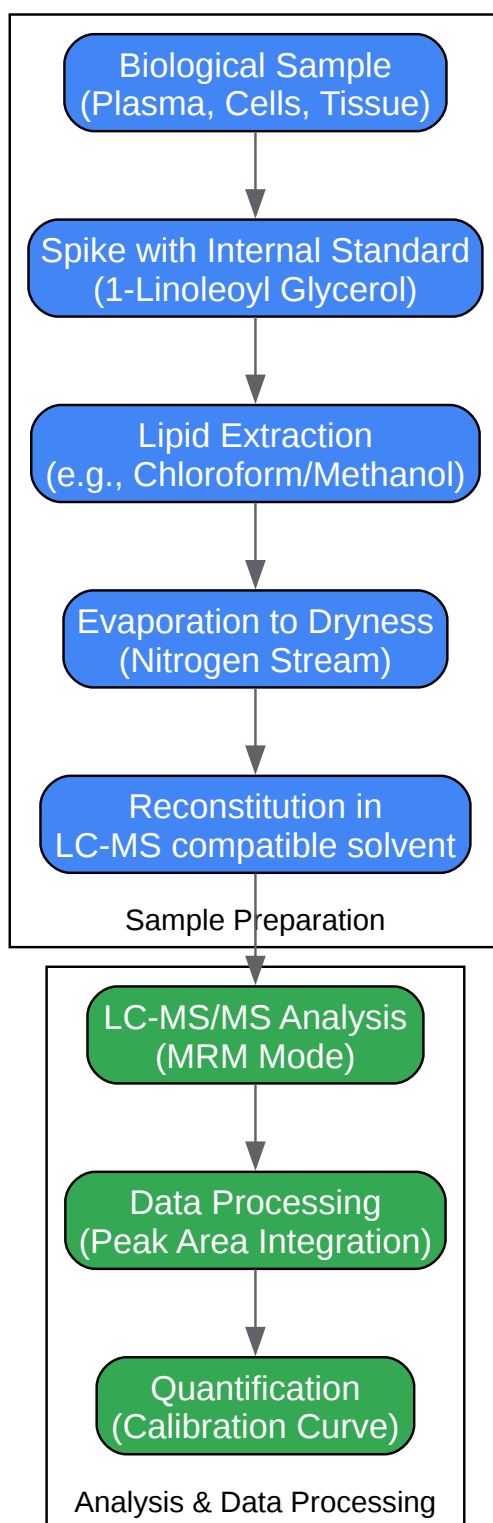 Biological Sample
(Plasma, Cells, Tissue)
Spike with Internal Standard
(1-Linoleoyl Glycerol)
Lipid Extraction
(e.g., Chloroform/Methanol)
Evaporation to Dryness
(Nitrogen Stream)
Reconstitution in
LC-MS compatible solvent
Sample Preparation
LC-MS/MS Analysis
(MRM Mode)
Data Processing
(Peak Area Integration)
Quantification
(Calibration Curve)
Analysis & Data Processing